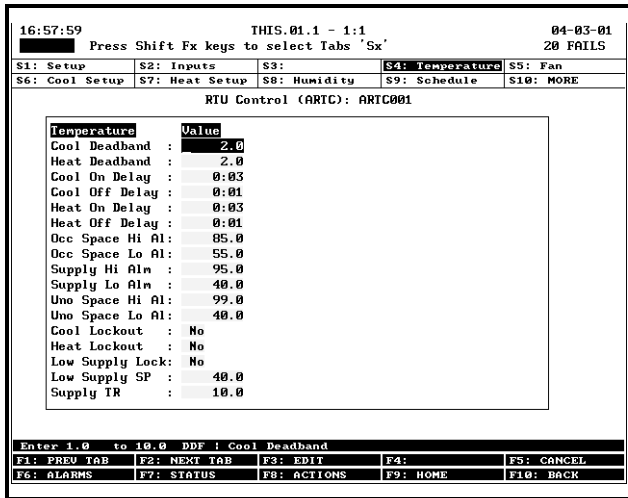 16:57:59 THIS.01.1 - 1:1 04-03-01
Press Shift Fx keys to select Tabs 'Sx' 20 FAILS
S1: Setup S2: Inputs S3: S4: Temperature S5: Fan
S6: Cool Setup S7: Heat Setup S8: Humidity S9: Schedule S10: MORE
RTU Control (ARTC): ARTC001
Temperature Value
Cool Deadband : 2.0
Heat Deadband : 2.0
Cool On Delay : 0:03
Cool Off Delay : 0:01
Heat On Delay : 0:03
Heat Off Delay : 0:01
Occ Space Hi Al: 85.0
Occ Space Lo Al: 55.0
Supply Hi Alm : 95.0
Supply Lo Alm : 40.0
Uno Space Hi Al: 99.0
Uno Space Lo Al: 40.0
Cool Lockout : No
Heat Lockout : No
Low Supply Lock: No
Low Supply SP : 40.0
Supply TR : 10.0
Enter 1.0 to 10.0 DDF | Cool Deadband
F1: PREV TAB F2: NEXT TAB F3: EDIT F4: F5: CANCEL
F6: ALARMS F7: STATUS F8: ACTIONS F9: HOME F10: BACK